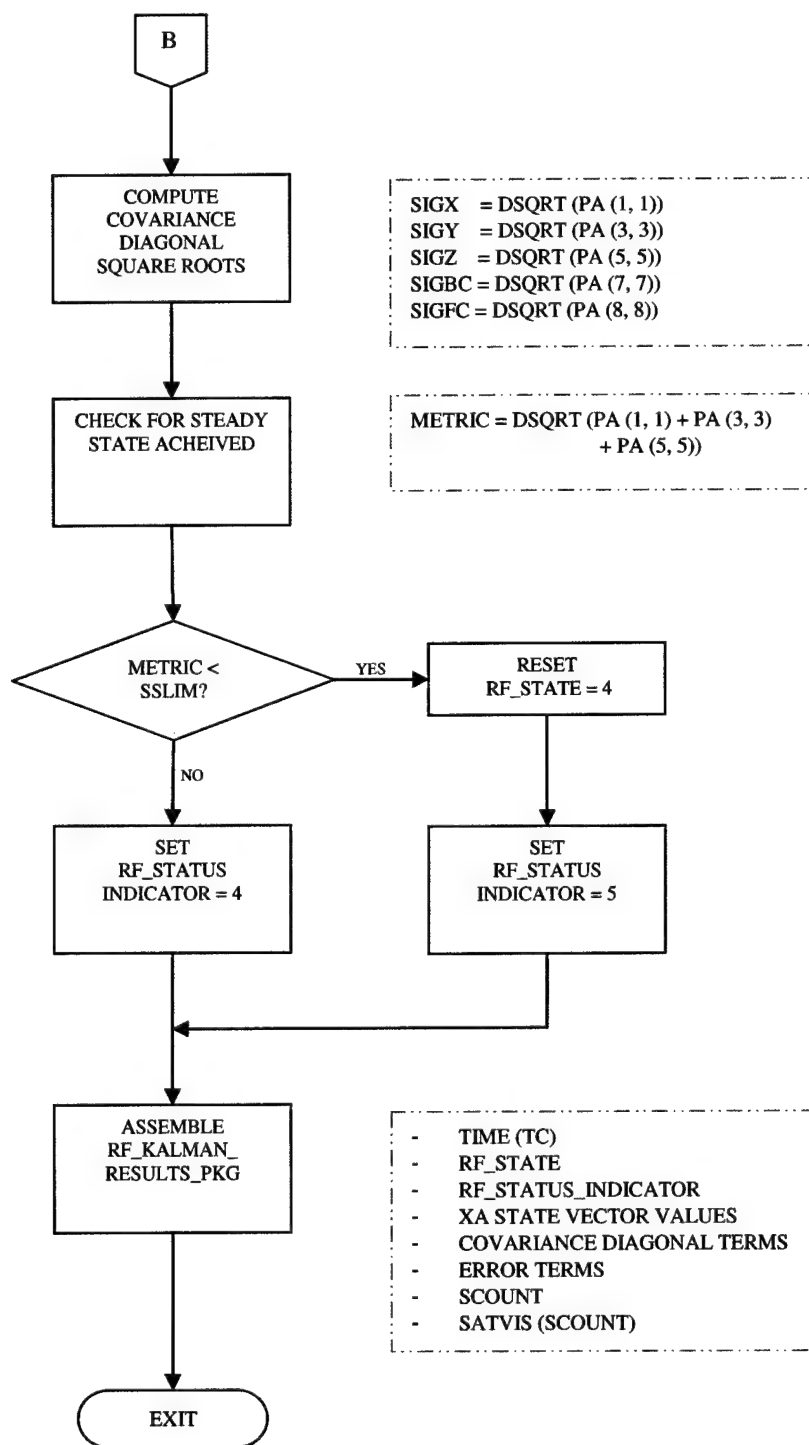 B
COMPUTE
COVARIANCE
DIAGONAL
SQUARE ROOTS
SIGX = DSQRT (PA (1, 1))
SIGY = DSQRT (PA (3, 3))
SIGZ = DSQRT (PA (5, 5))
SIGBC = DSQRT (PA (7, 7))
SIGFC = DSQRT (PA (8, 8))
CHECK FOR STEADY
STATE ACHEIVED
METRIC = DSQRT (PA (1, 1) + PA (3, 3)
+ PA (5, 5))
METRIC <
SSLIM?
YES
RESET
RF_STATE = 4
NO
SET
RF_STATUS
INDICATOR = 4
SET
RF_STATUS
INDICATOR = 5
ASSEMBLE
RF_KALMAN_
RESULTS_PKG
- TIME (TC)
- RF_STATE
- RF_STATUS_INDICATOR
- XA STATE VECTOR VALUES
- COVARIANCE DIAGONAL TERMS
- ERROR TERMS
- SCOUNT
- SATVIS (SCOUNT)
EXIT